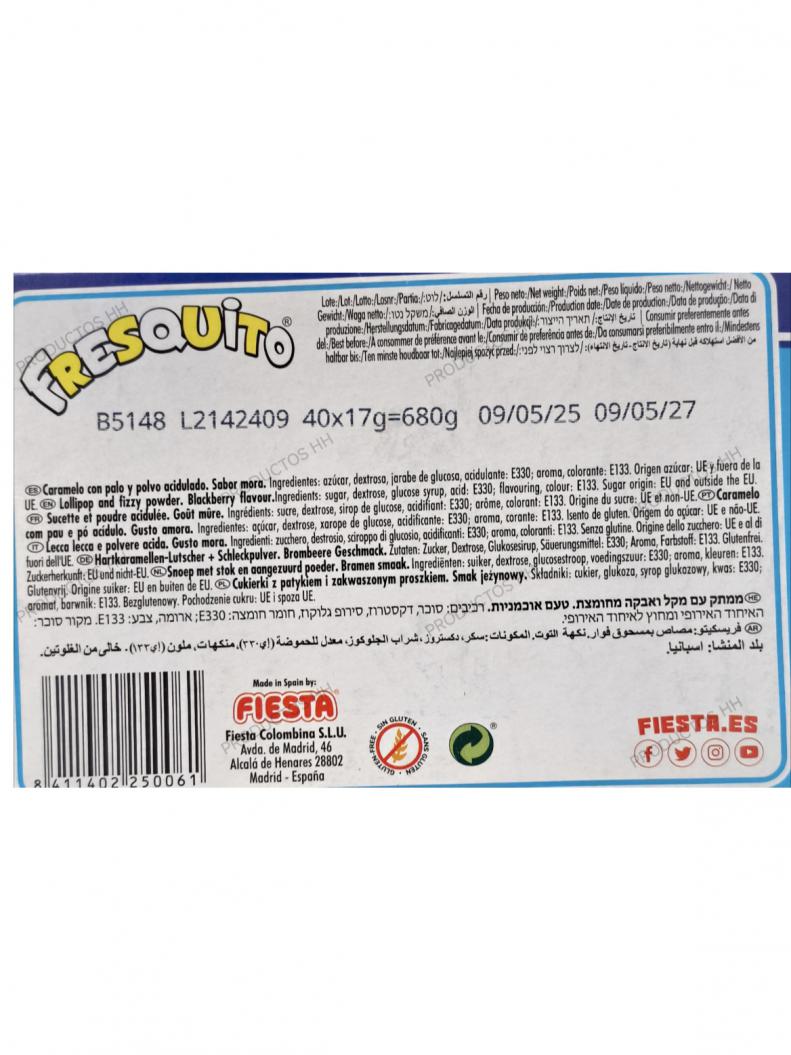 FRESQUITO®
Lote:/Lot:/Lotto:/Losnr:/Partia:/לוט:/رقم التسلسل: | Peso neto:/Net weight:/Poids net:/Peso líquido:/Peso netto:/Nettogewicht:/ Netto
Gewicht:/Waga netto:/משקל נטו:/الوزن الصافي: | Fecha de producción:/Production date:/Date de production:/Data de produção:/Data di
produzione:/Herstellungsdatum:/Fabricagedatum:/Data produkcji:/תאריך הייצור:/تاريخ الإنتاج: | Consumir preferentemente antes
del:/Best before:/A consommer de préférence avant le:/Consumir de preferência antes de:/Da consumarsi preferibilmente entro il:/Mindestens
haltbar bis:/Ten minste houdbaar tot:/Najlepiej spożyć przed:/לצרוך רצוי לפני:/من الأفضل استهلاكه قبل نهاية (تاريخ الانتاج-تاريخ الانتهاء):
B5148 L2142409 40x17g=680g 09/05/25 09/05/27
ES Caramelo con palo y polvo acidulado. Sabor mora. Ingredientes: azúcar, dextrosa, jarabe de glucosa, acidulante: E330; aroma, colorante: E133. Origen azúcar: UE y fuera de la
UE. EN Lollipop and fizzy powder. Blackberry flavour. Ingredients: sugar, dextrose, glucose syrup, acid: E330; flavouring, colour: E133. Sugar origin: EU and outside the EU.
FR Sucette et poudre acidulée. Goût mûre. Ingrédients: sucre, dextrose, sirop de glucose, acidifiant: E330; arôme, colorant: E133. Origine du sucre: UE et non-UE. PT Caramelo
com pau e pó acidulo. Gusto amora. Ingredientes: açúcar, dextrose, xarope de glucose, acidificante: E330; aroma, corante: E133. Isento de gluten. Origem do açúcar: UE e não-UE.
IT Lecca lecca e polvere acida. Gusto mora. Ingredienti: zucchero, destrosio, sciroppo di glucosio, acidificanti: E330; aroma, coloranti: E133. Senza glutine. Origine dello zucchero: UE e al di
fuori dell'UE. DE Hartkaramellen-Lutscher + Schleckpulver. Brombeere Geschmack. Zutaten: Zucker, Dextrose, Glukosesirup, Säuerungsmittel: E330; Aroma, Farbstoff: E133. Glutenfrei.
Zuckerherkunft: EU und nicht-EU. NL Snoep met stok en aangezuurd poeder. Bramen smaak. Ingrediënten: suiker, dextrose, glucosestroop, voedingszuur: E330; aroma, kleuren: E133.
Glutenvrij. Origine suiker: EU en buiten de EU. PL Cukierki z patykiem i zakwaszonym proszkiem. Smak jeżynowy. Składniki: cukier, glukoza, syrop glukozowy, kwas: E330;
aromat, barwnik: E133. Bezglutenowy. Pochodzenie cukru: UE i spoza UE.
HE ממתק עם מקל ואבקה מחומצת. טעם אוכמניות. רכיבים: סוכר, דקסטרוז, סירופ גלוקוז, חומר חומצה: E330; ארומה, צבע: E133. מקור סוכר:
האיחוד האירופי ומחוץ לאיחוד האירופי.
AR فريسكيتو: مصاص بمسحوق فوار. نكهة التوت. المكونات: سكر، دكستروز، شراب الجلوكوز، معدل للحموضة (إي٣٣٠)، منكهات، ملون (إي١٣٣). خالى من الغلوتين.
بلد المنشا: اسبانيا.
8 411402 250061
Made in Spain by:
FIESTA®
Fiesta Colombina S.L.U.
Avda. de Madrid, 46
Alcalá de Henares 28802
Madrid - España
GLUTEN-FREE · SIN GLUTEN · SANS GLUTEN ·
®
FIESTA.ES
PRODUCTOS HH